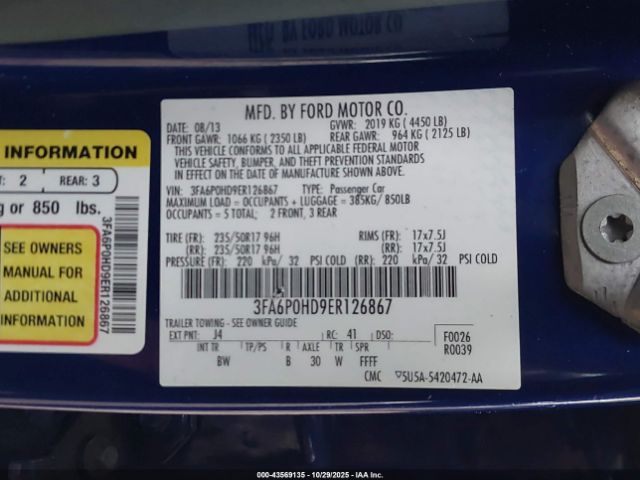 INFORMATION
: 2 REAR: 3
g or 850 lbs.
SEE OWNERS
MANUAL FOR
ADDITIONAL
INFORMATION
3FA6P0HD9ER126867
MFD. BY FORD MOTOR CO.
DATE: 08/13 GVWR: 2019 KG ( 4450 LB)
FRONT GAWR: 1066 KG ( 2350 LB) REAR GAWR: 964 KG ( 2125 LB)
THIS VEHICLE CONFORMS TO ALL APPLICABLE FEDERAL MOTOR
VEHICLE SAFETY, BUMPER, AND THEFT PREVENTION STANDARDS
IN EFFECT ON THE DATE OF MANUFACTURE SHOWN ABOVE.
VIN: 3FA6P0HD9ER126867 TYPE: Passenger Car
MAXIMUM LOAD = OCCUPANTS + LUGGAGE = 385KG / 850LB
OCCUPANTS = 5 TOTAL; 2 FRONT, 3 REAR
TIRE (FR): 235/50R17 96H RIMS (FR): 17x7.5J
(RR): 235/50R17 96H (RR): 17x7.5J
PRESSURE (FR): 220 kPa/ 32 PSI COLD (RR): 220 kPa/ 32 PSI COLD
3FA6P0HD9ER126867
TRAILER TOWING - SEE OWNER GUIDE
EXT PNT: J4 RC: 41 DSO: F0026
INT TR TP/PS R AXLE TR SPR R0039
BW B 30 W FFFF
CMC ▽5U5A-5420472-AA
000-43569135 - 10/29/2025 - IAAI, Inc.